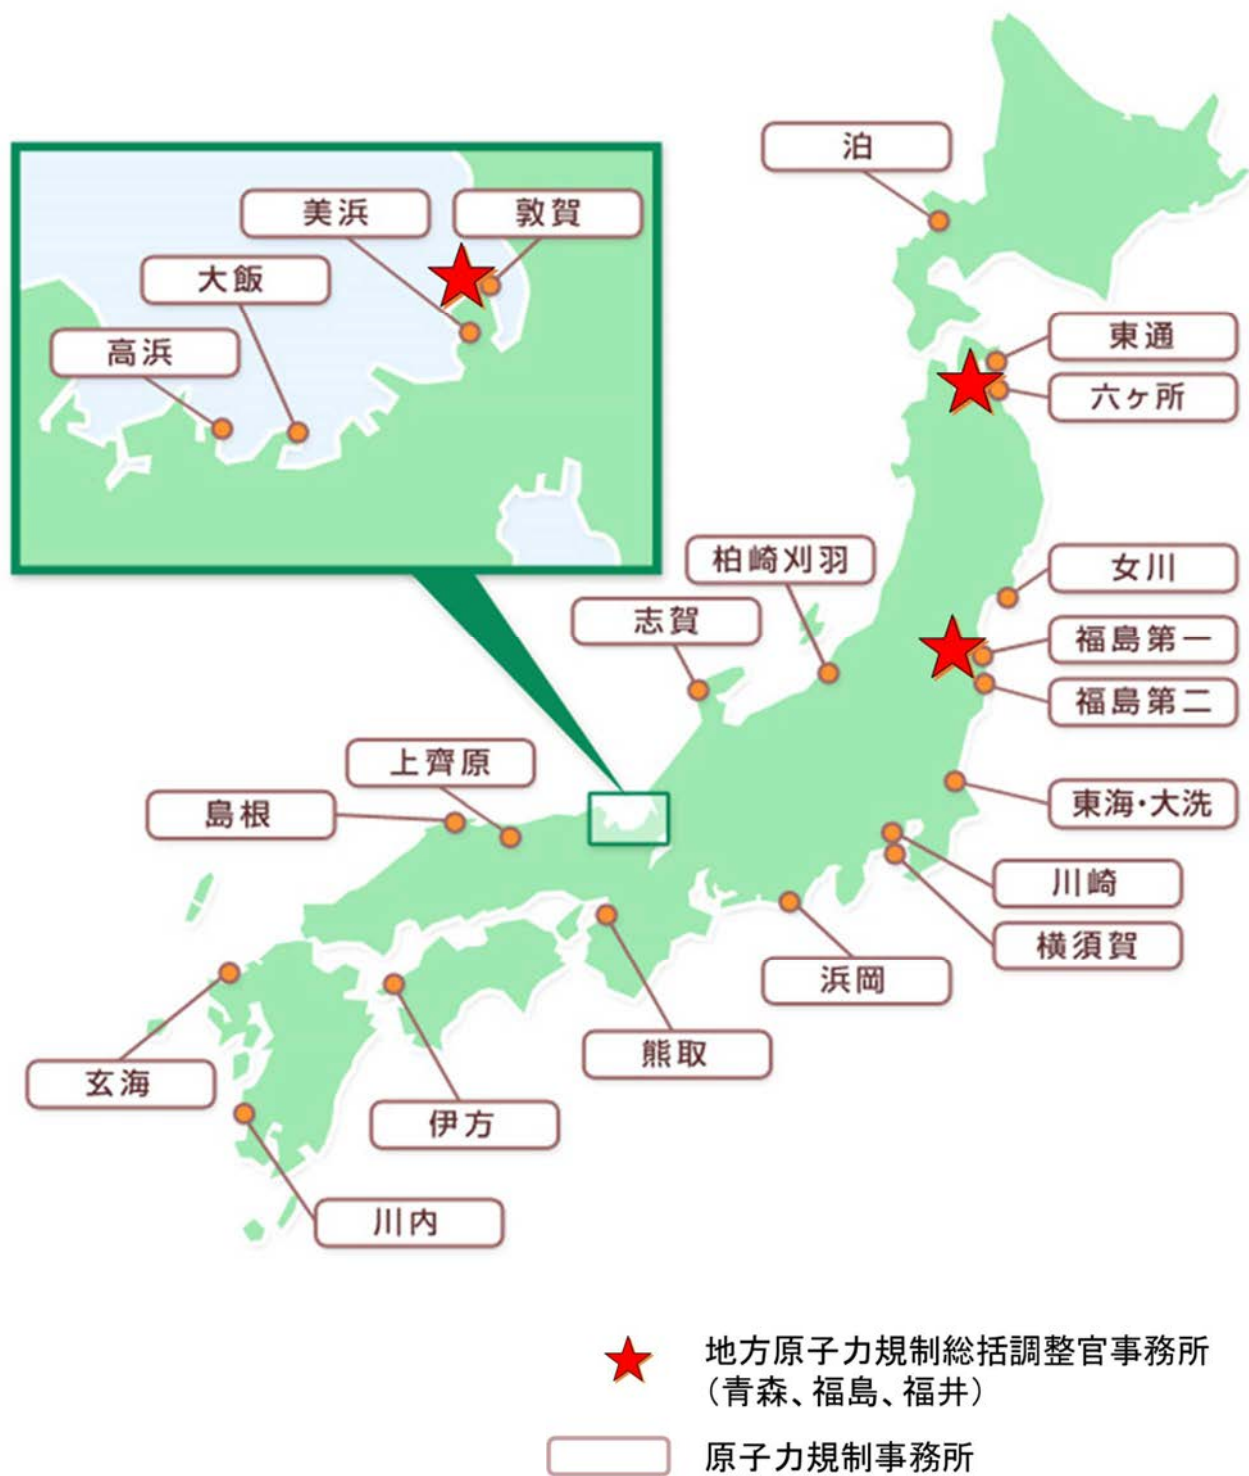 泊
美浜
敦賀
大飯
高浜
東通
六ヶ所
柏崎刈羽
女川
志賀
福島第一
福島第二
上齊原
島根
東海・大洗
川崎
横須賀
浜岡
熊取
玄海
伊方
川内
地方原子力規制総括調整官事務所
（青森、福島、福井）
原子力規制事務所